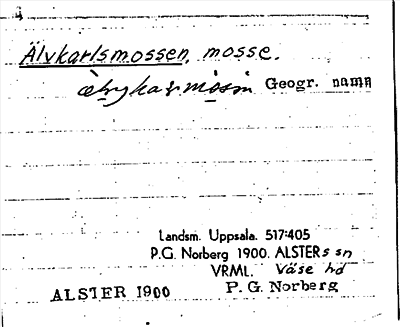 Älvkarlsmossen, mosse.
Geogr. namn
Landsm. Uppsala. 517:405
P.G. Norberg 1900. ALSTERs sn
VRML. Väse hd
ALSTER 1900 P. G. Norberg